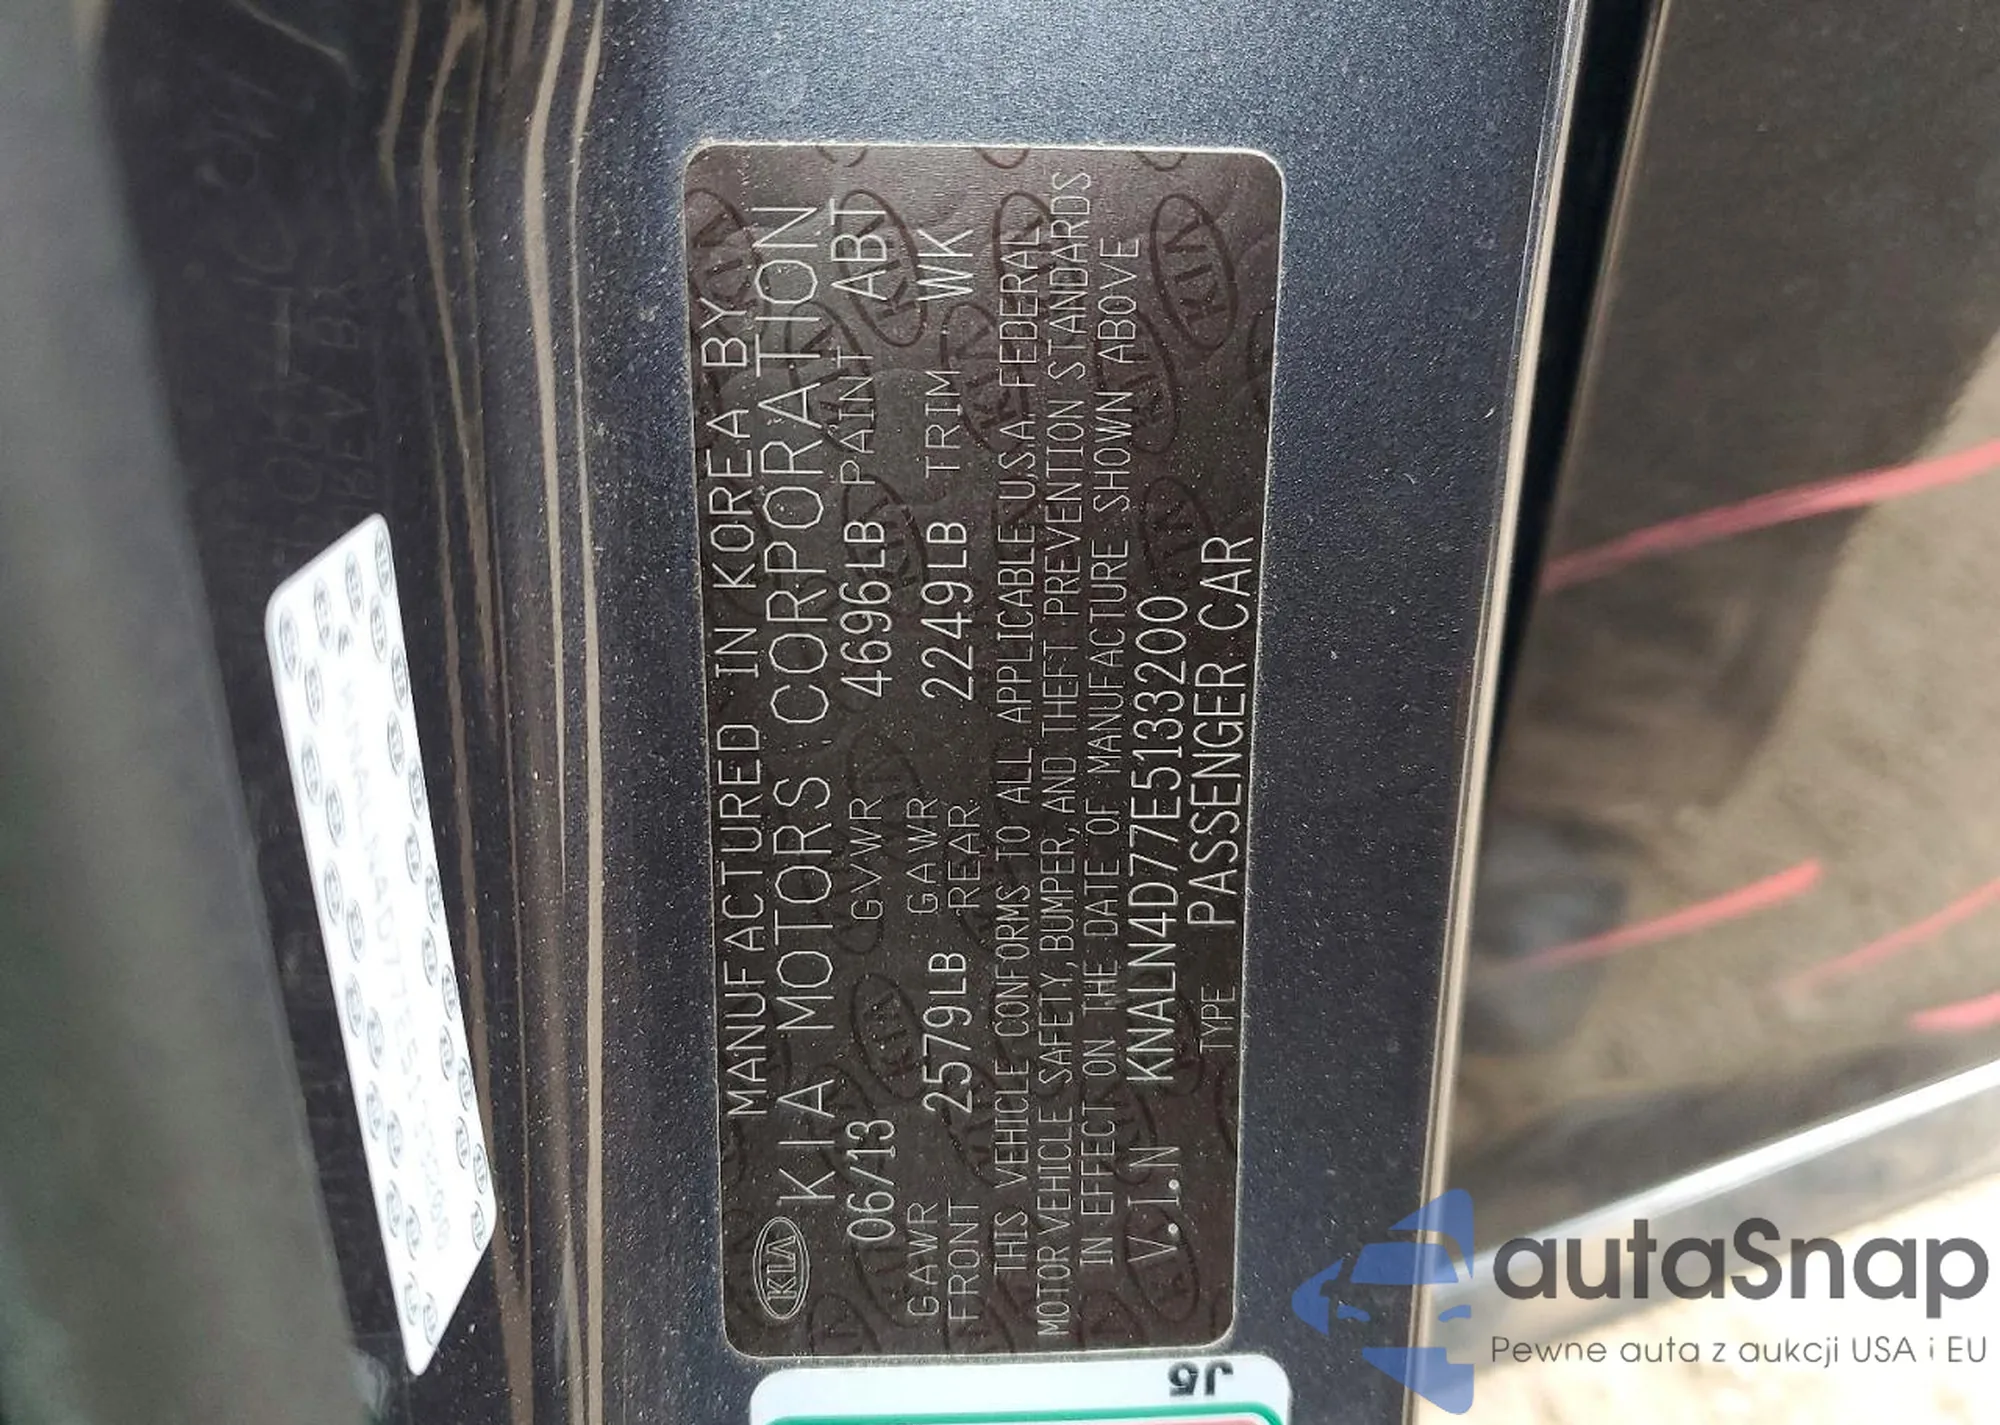 MANUFACTURED IN KOREA BY
KIA KIA MOTORS CORPORATION
06/13 GVWR 4696LB PAINT ABT
GAWR FRONT 2579LB GAWR REAR 2249LB TRIM WK
THIS VEHICLE CONFORMS TO ALL APPLICABLE U.S.A. FEDERAL
MOTOR VEHICLE SAFETY, BUMPER, AND THEFT PREVENTION STANDARDS
IN EFFECT ON THE DATE OF MANUFACTURE SHOWN ABOVE
V.I.N KNALN4D77E5133200
TYPE PASSENGER CAR
J5
autaSnap
Pewne auta z aukcji USA i EU